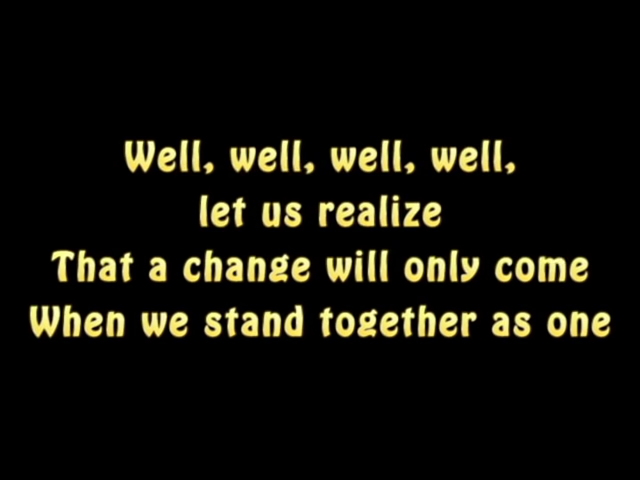 Well, well, well, well,
let us realize
That a change will only come
When we stand together as one